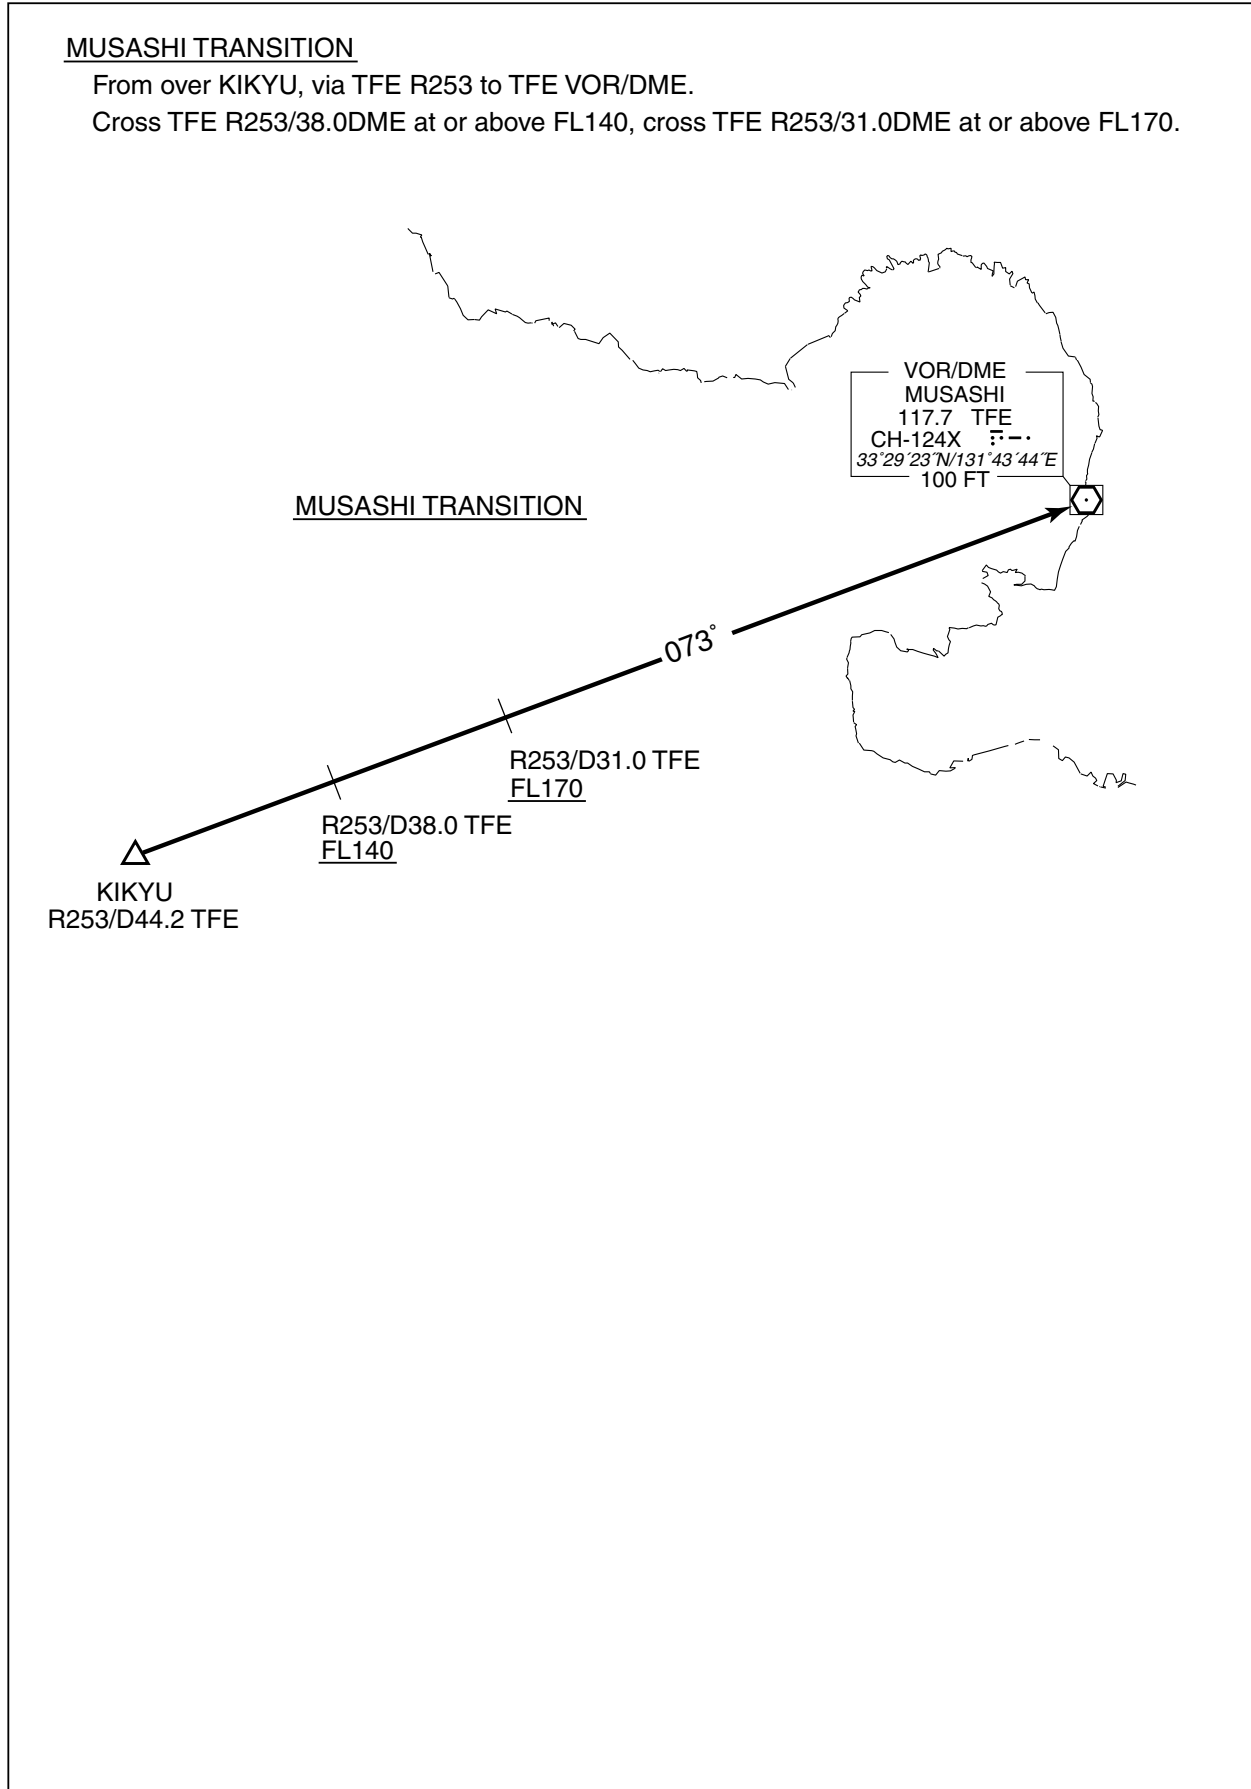 MUSASHI TRANSITION
From over KIKYU, via TFE R253 to TFE VOR/DME.
Cross TFE R253/38.0DME at or above FL140, cross TFE R253/31.0DME at or above FL170.
VOR/DME
MUSASHI
117.7 TFE
CH-124X
33°29´23˝N/131°43´44˝E
100 FT
MUSASHI TRANSITION
073°
R253/D31.0 TFE
FL170
R253/D38.0 TFE
FL140
KIKYU
R253/D44.2 TFE